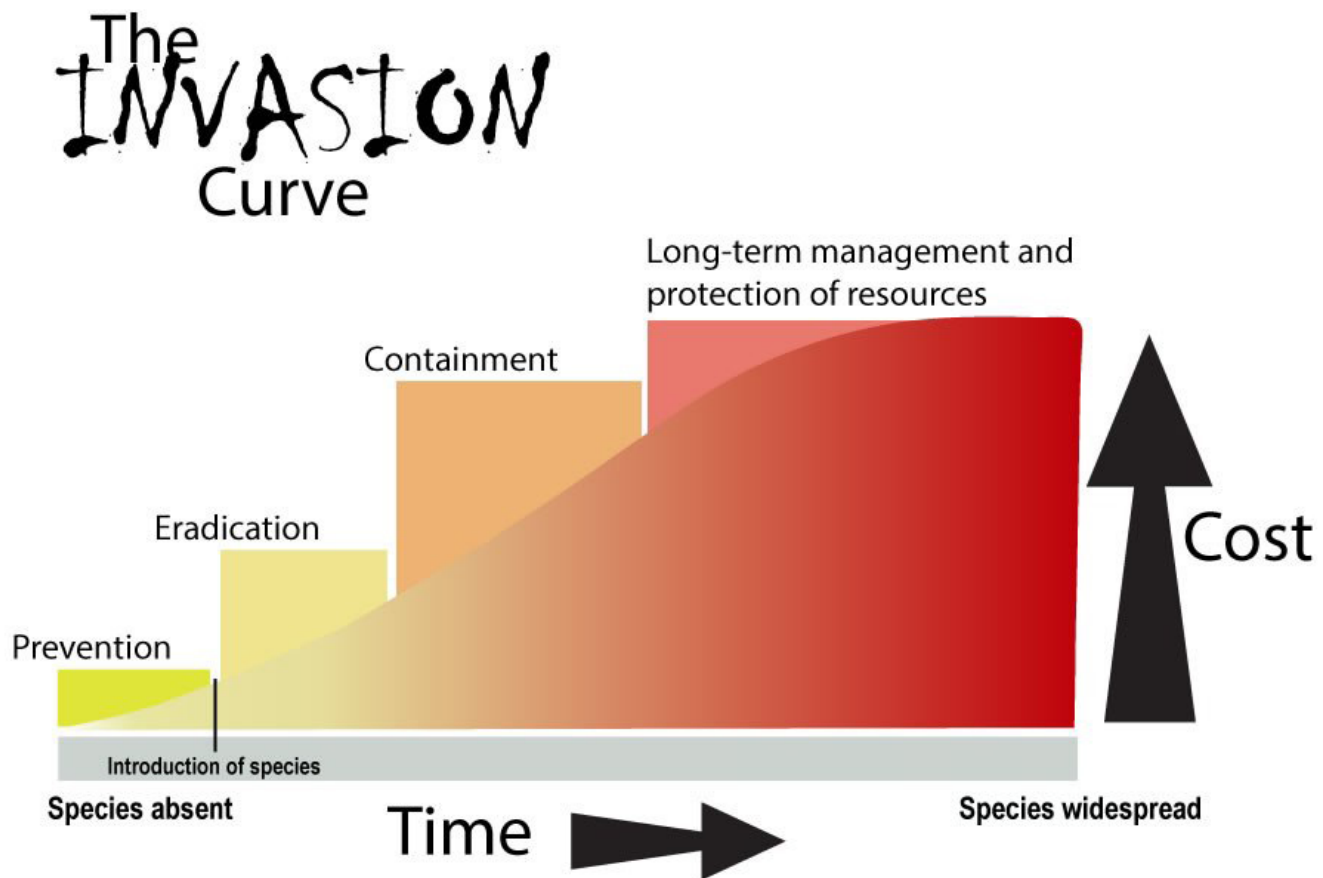 The
INVASION
Curve
Long-term management and
protection of resources
Containment
Eradication
Prevention
Cost
Introduction of species
Species absent
Time
Species widespread